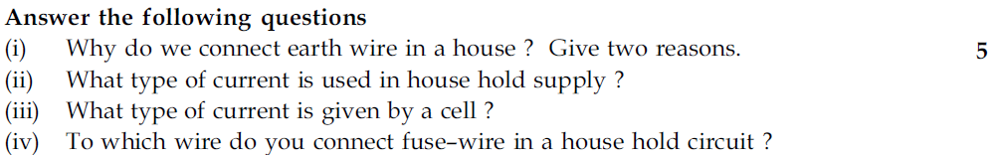 Answer the following questions
(i) Why do we connect earth wire in a house ? Give two reasons. 5
(ii) What type of current is used in house hold supply ?
(iii) What type of current is given by a cell ?
(iv) To which wire do you connect fuse-wire in a house hold circuit ?